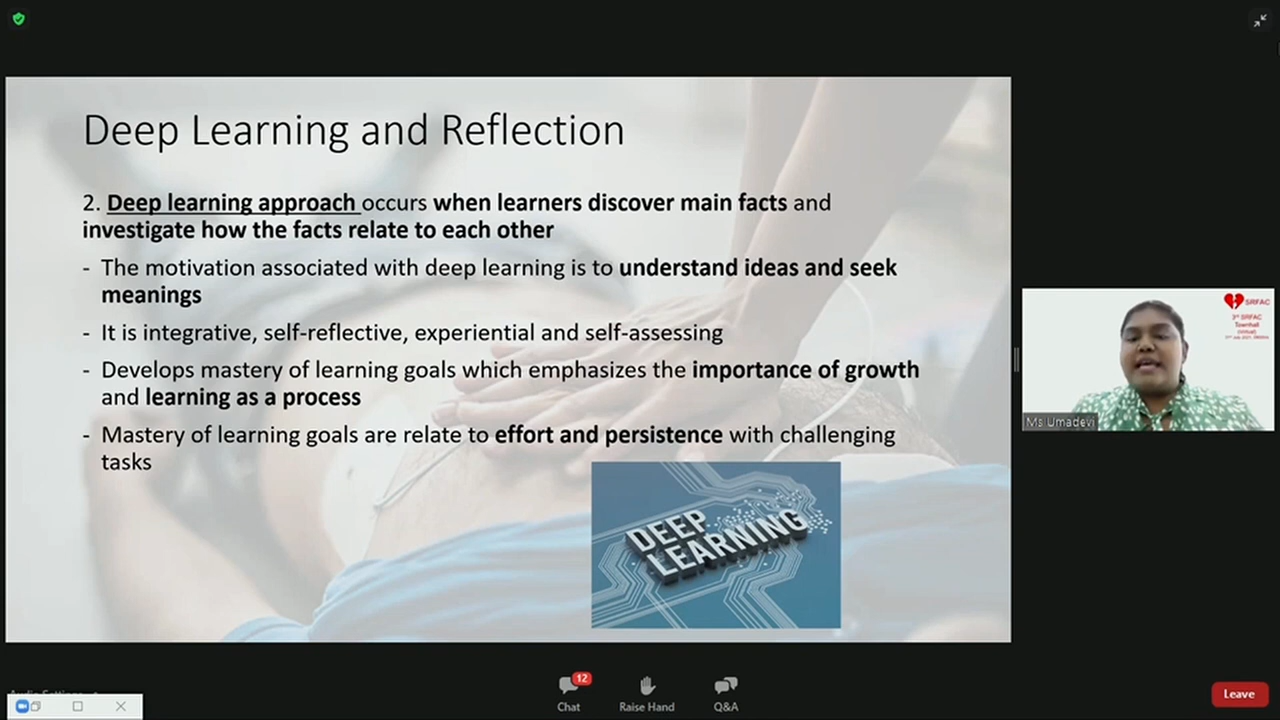 Deep Learning and Reflection
2. Deep learning approach occurs when learners discover main facts and
investigate how the facts relate to each other
- The motivation associated with deep learning is to understand ideas and seek
meanings
- It is integrative, self-reflective, experiential and self-assessing
- Develops mastery of learning goals which emphasizes the importance of growth
and learning as a process
- Mastery of learning goals are relate to effort and persistence with challenging
tasks
DEEP
LEARNING
SRFAC
3rd SRFAC
Townhall
(Virtual)
Ms Umadevi
12
Chat
Raise Hand
Q&A
Leave